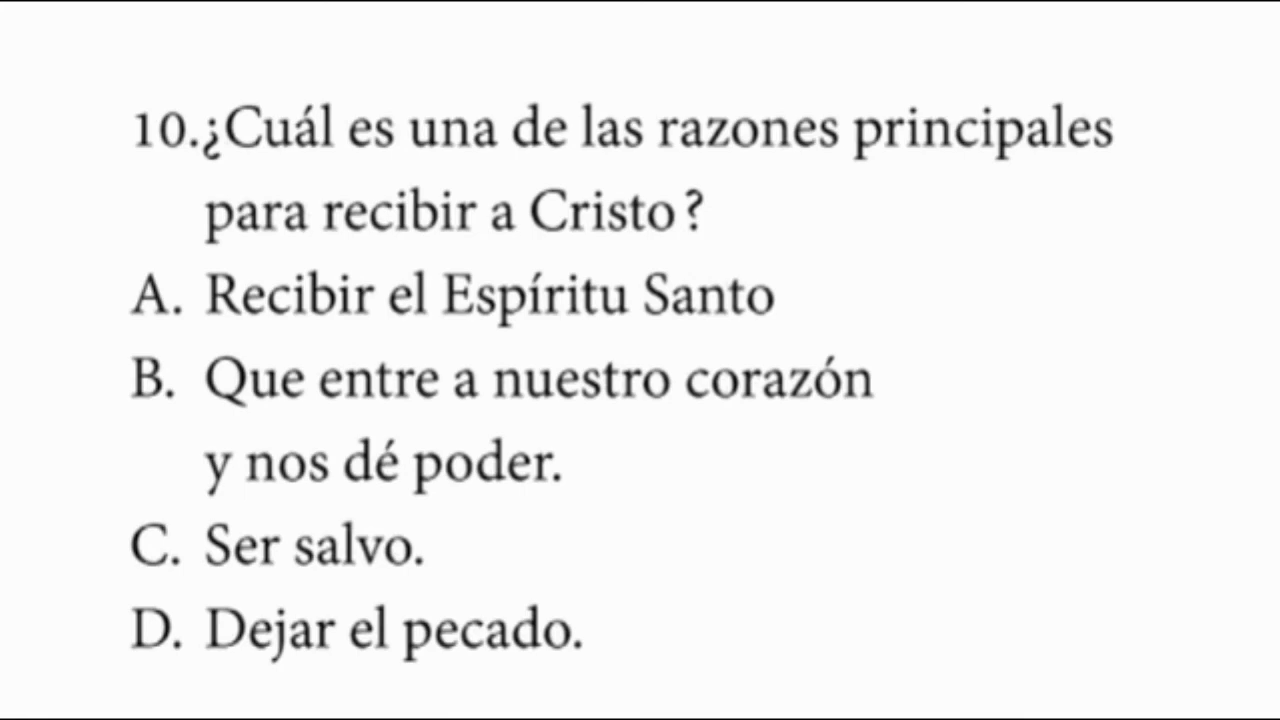 10.¿Cuál es una de las razones principales
para recibir a Cristo?
A. Recibir el Espíritu Santo
B. Que entre a nuestro corazón
y nos dé poder.
C. Ser salvo.
D. Dejar el pecado.